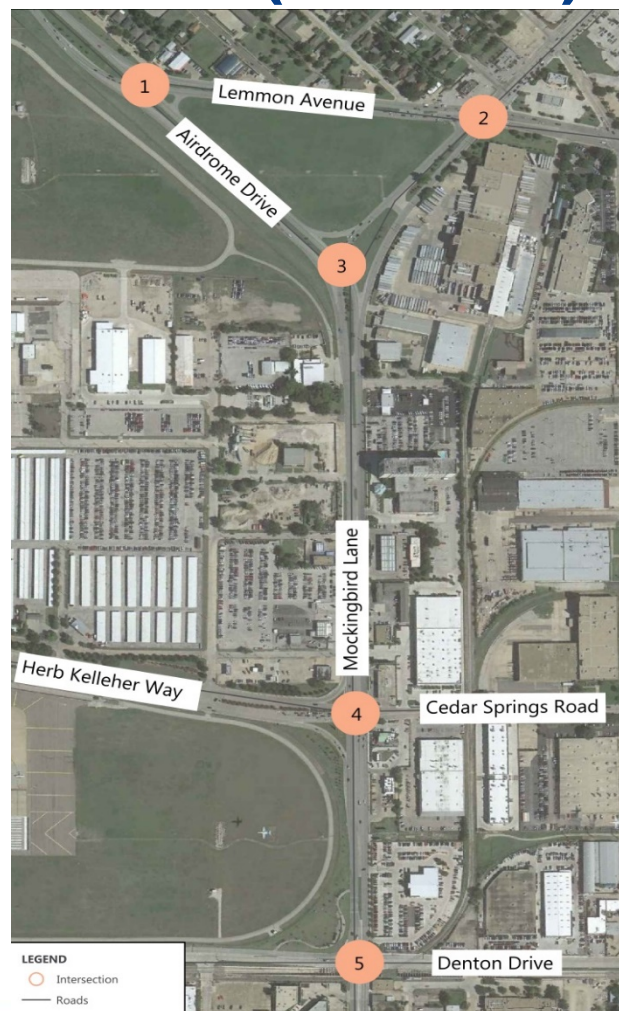 1
Lemmon Avenue
2
Airdrome Drive
3
Mockingbird Lane
Herb Kelleher Way
4
Cedar Springs Road
5
Denton Drive
LEGEND
Intersection
Roads